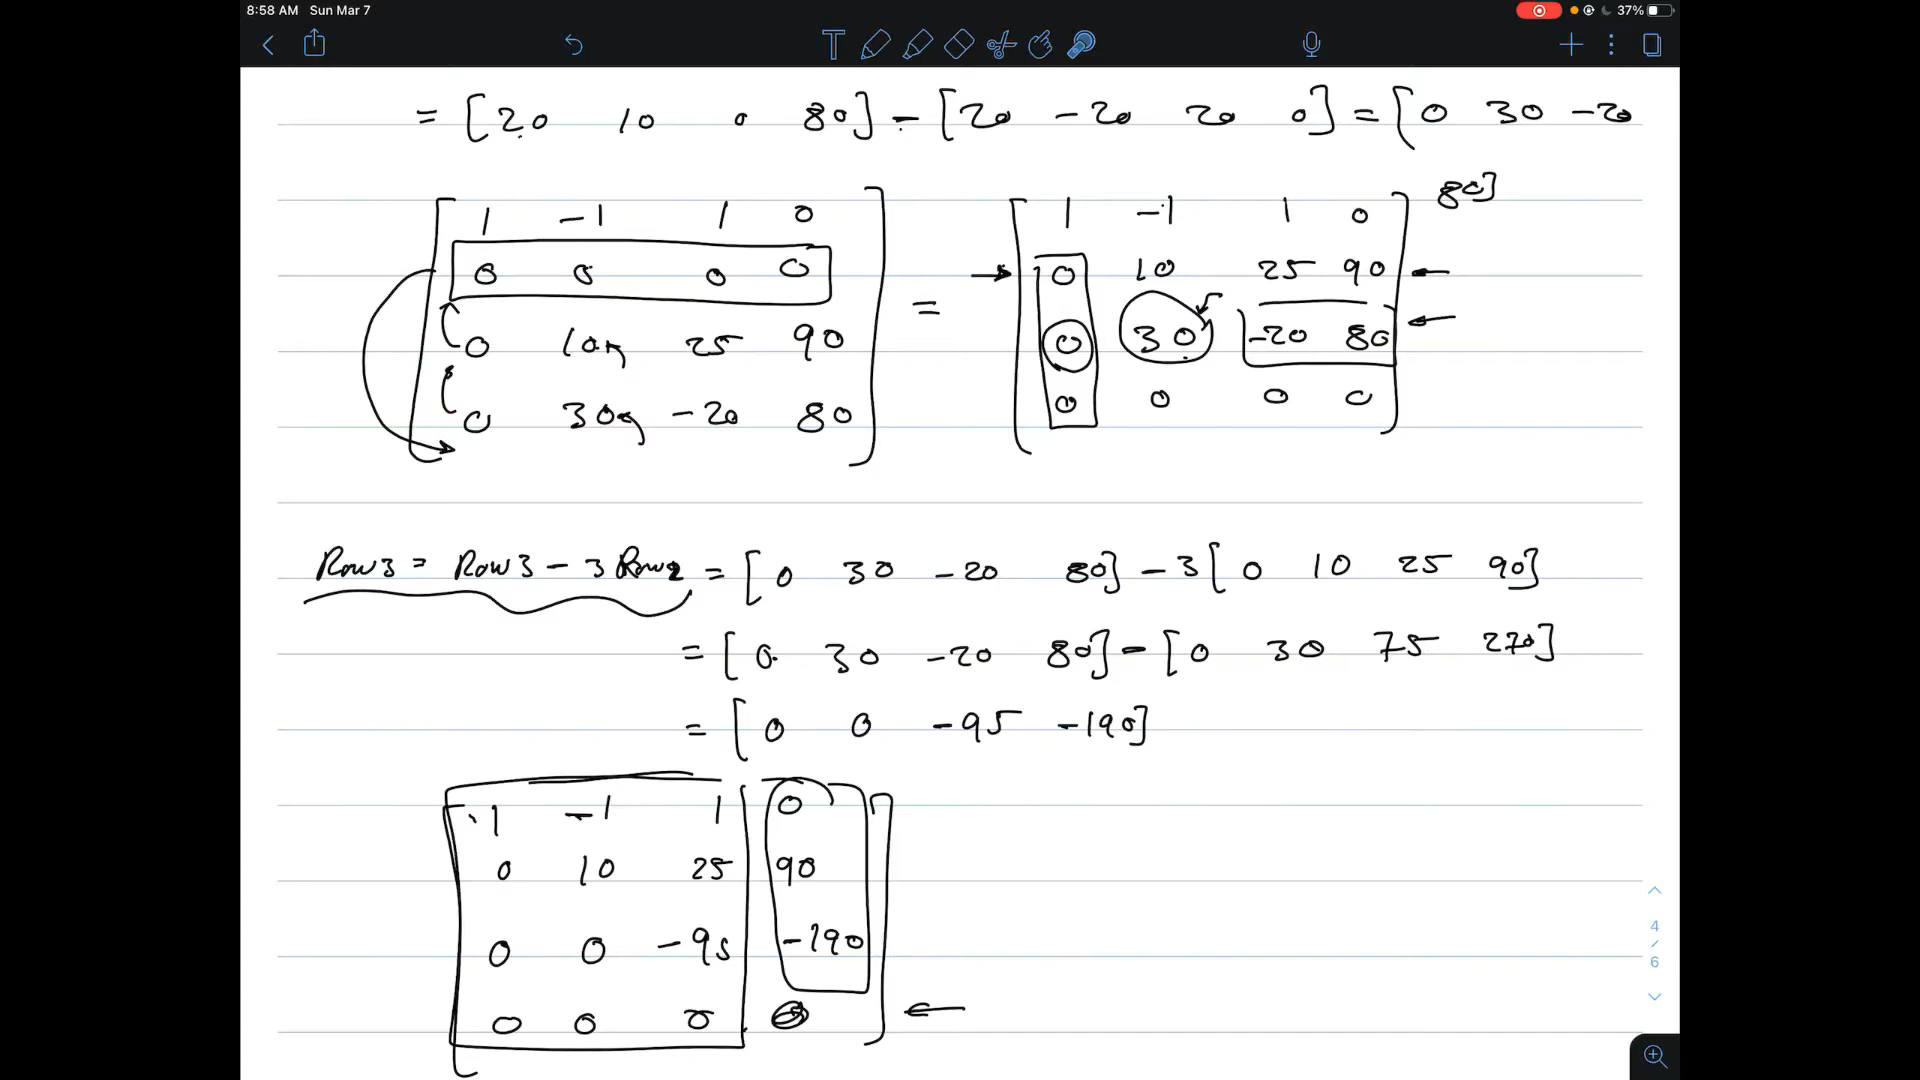 8:58 AM Sun Mar 7
37%
= [20 10 0 80] - [20 -20 20 0] = [0 30 -20
80]
1 -1 1 0
0 0 0 0
0 10 25 90
0 30 -20 80
=
1 -1 1 0
0 10 25 90
0 30 -20 80
0 0 0 0
Row3 = Row3 - 3 Row2 = [0 30 -20 80] - 3[0 10 25 90]
= [0 30 -20 80] - [0 30 75 270]
= [0 0 -95 -190]
1 -1 1 0
0 10 25 90
0 0 -95 -190
0 0 0 0
4
/
6